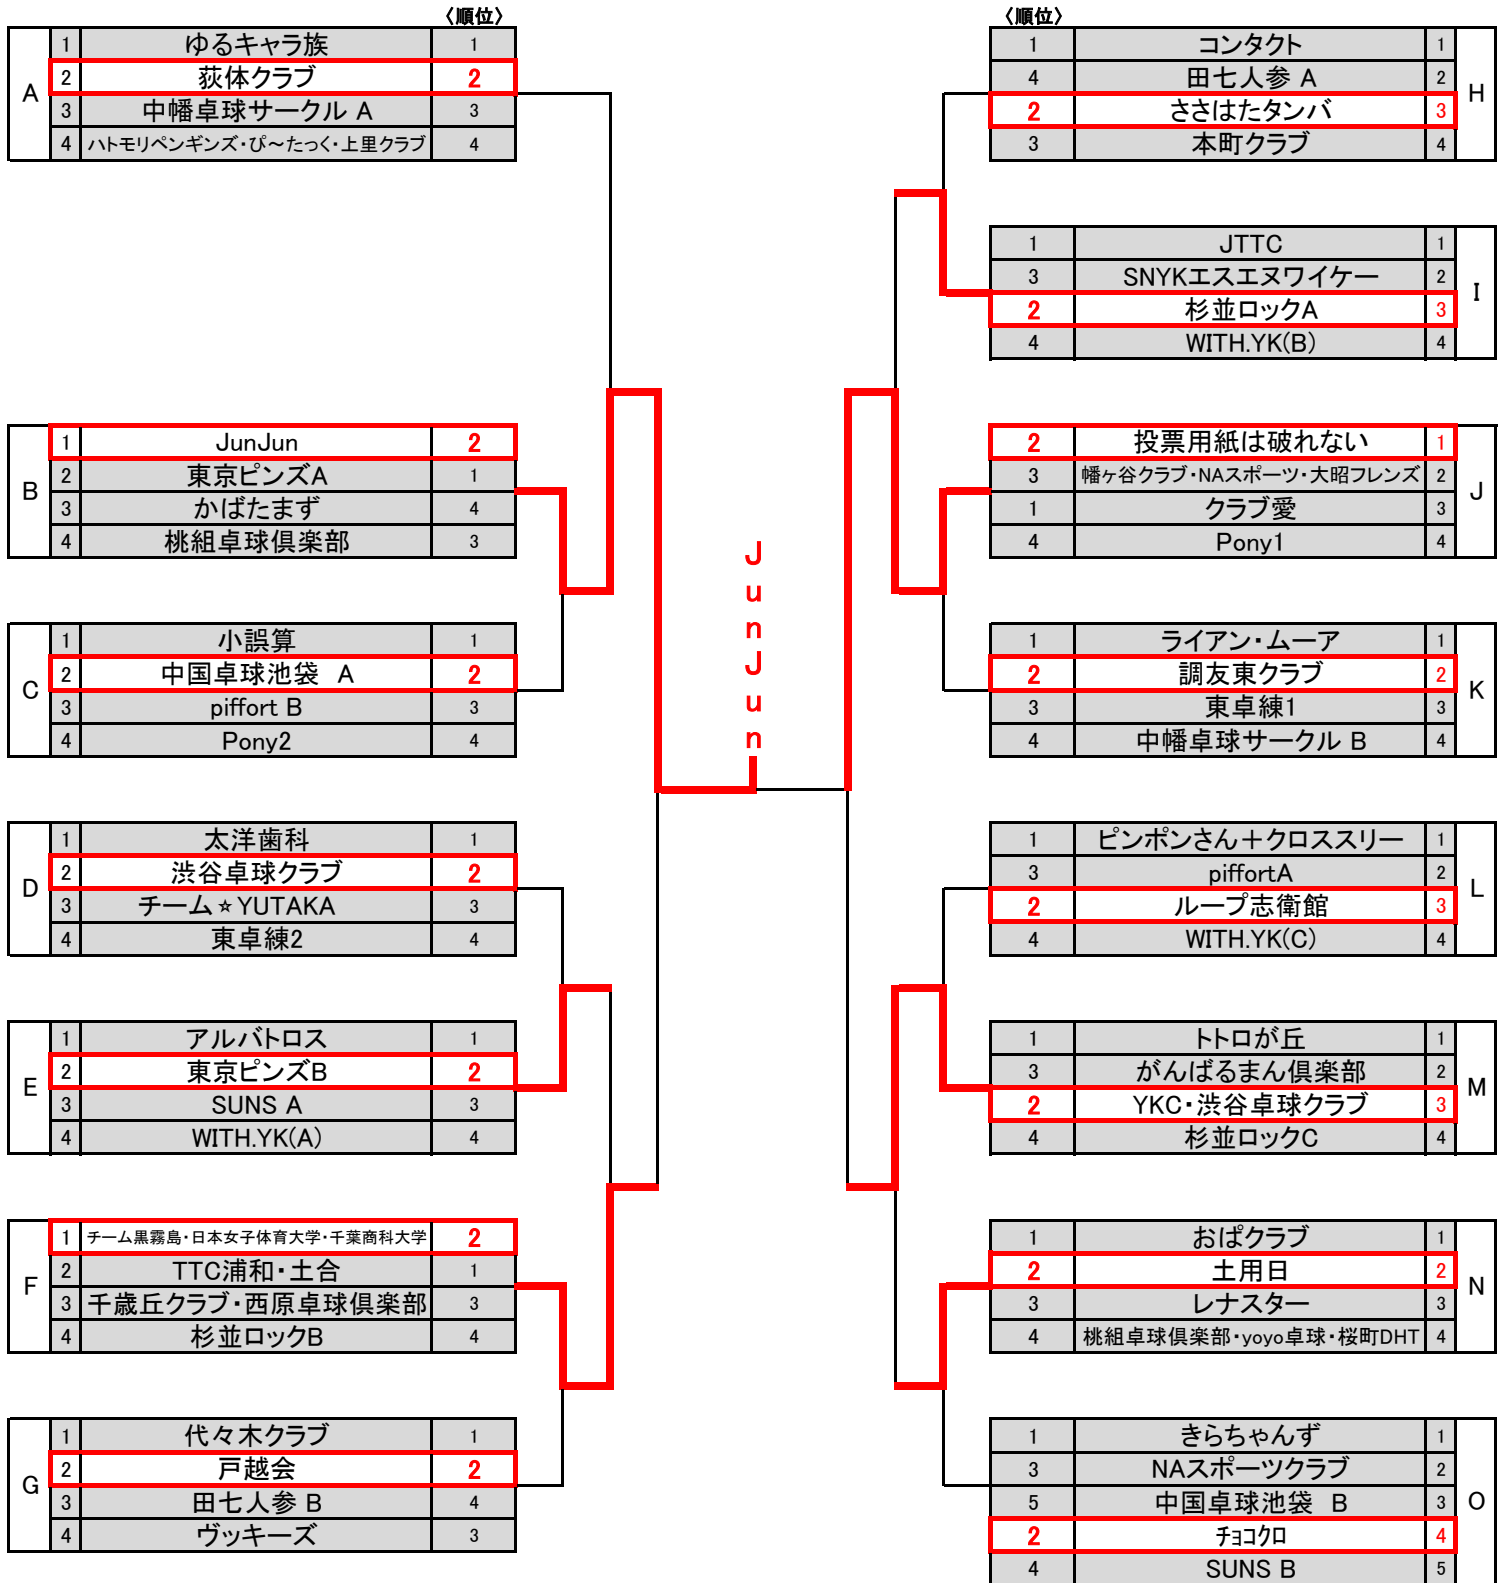 〈順位〉
A
1 ゆるキャラ族 1
2 荻体クラブ 2
3 中幡卓球サークル A 3
4 ハトモリペンギンズ・ぴ～たっく・上里クラブ 4
B
1 JunJun 2
2 東京ピンズA 1
3 かばたまず 4
4 桃組卓球倶楽部 3
C
1 小誤算 1
2 中国卓球池袋 A 2
3 piffort B 3
4 Pony2 4
D
1 太洋歯科 1
2 渋谷卓球クラブ 2
3 チーム☆YUTAKA 3
4 東卓練2 4
E
1 アルバトロス 1
2 東京ピンズB 2
3 SUNS A 3
4 WITH.YK(A) 4
F
1 チーム黒霧島・日本女子体育大学・千葉商科大学 2
2 TTC浦和・土合 1
3 千歳丘クラブ・西原卓球倶楽部 3
4 杉並ロックB 4
G
1 代々木クラブ 1
2 戸越会 2
3 田七人参 B 4
4 ヴッキーズ 3
JunJun
〈順位〉
1 コンタクト 1
4 田七人参 A 2
2 ささはたタンバ 3
3 本町クラブ 4
H
1 JTTC 1
3 SNYKエスエヌワイケー 2
2 杉並ロックA 3
4 WITH.YK(B) 4
I
2 投票用紙は破れない 1
3 幡ヶ谷クラブ・NAスポーツ・大昭フレンズ 2
1 クラブ愛 3
4 Pony1 4
J
1 ライアン・ムーア 1
2 調友東クラブ 2
3 東卓練1 3
4 中幡卓球サークル B 4
K
1 ピンポンさん＋クロススリー 1
3 piffortA 2
2 ループ志衛館 3
4 WITH.YK(C) 4
L
1 トトロが丘 1
3 がんばるまん倶楽部 2
2 YKC・渋谷卓球クラブ 3
4 杉並ロックC 4
M
1 おぱクラブ 1
2 土用日 2
3 レナスター 3
4 桃組卓球倶楽部・yoyo卓球・桜町DHT 4
N
1 きらちゃんず 1
3 NAスポーツクラブ 2
5 中国卓球池袋 B 3
2 チョコクロ 4
4 SUNS B 5
O